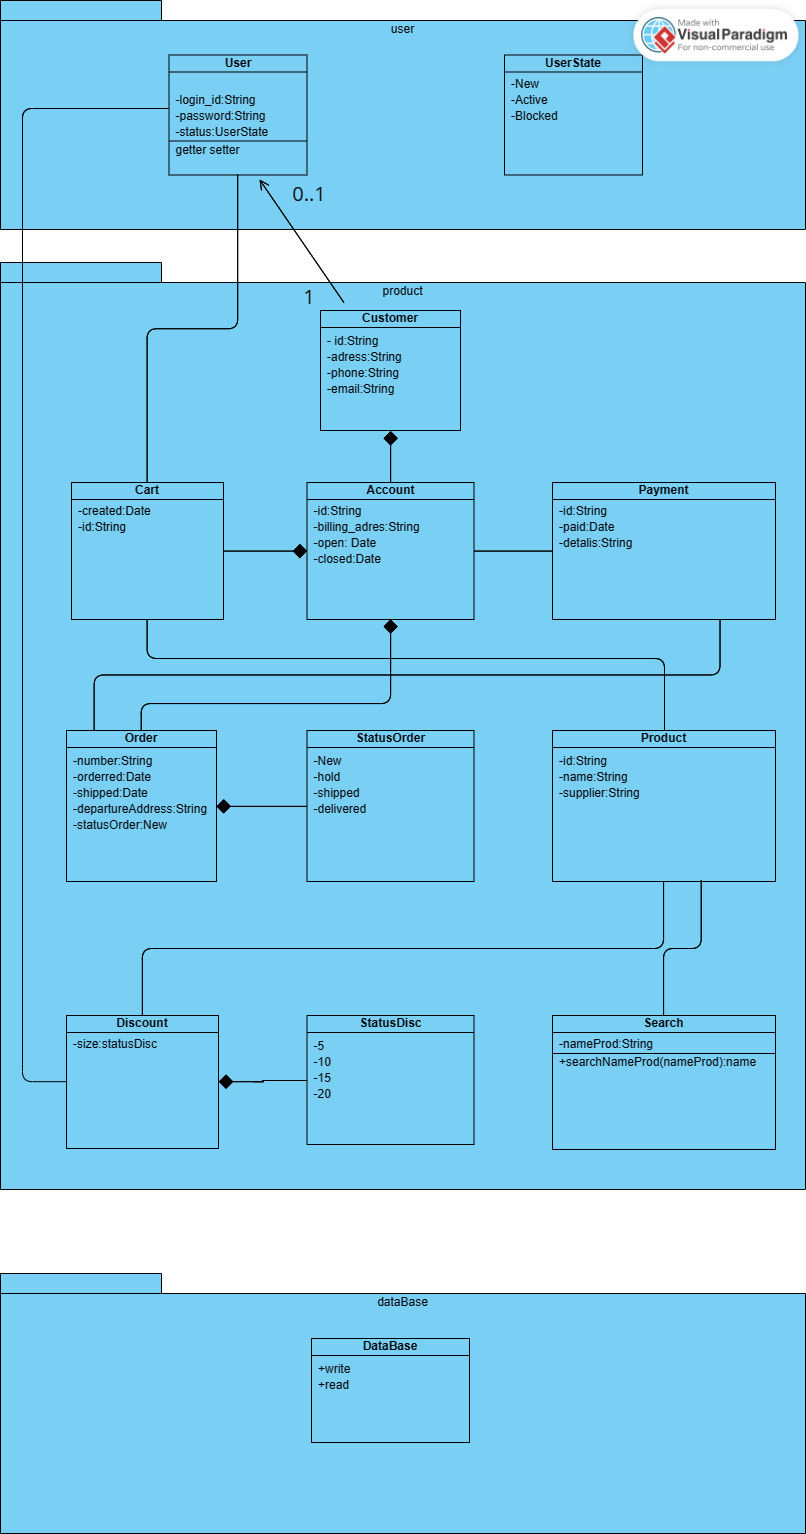 Made with
VisualParadigm
For non-commercial use
user
User
-login_id:String
-password:String
-status:UserState
getter setter
UserState
-New
-Active
-Blocked
0..1
1
product
Customer
- id:String
-adress:String
-phone:String
-email:String
Cart
-created:Date
-id:String
Account
-id:String
-billing_adres:String
-open: Date
-closed:Date
Payment
-id:String
-paid:Date
-detalis:String
Order
-number:String
-orderred:Date
-shipped:Date
-departureAddress:String
-statusOrder:New
StatusOrder
-New
-hold
-shipped
-delivered
Product
-id:String
-name:String
-supplier:String
Discount
-size:statusDisc
StatusDisc
-5
-10
-15
-20
Search
-nameProd:String
+searchNameProd(nameProd):name
dataBase
DataBase
+write
+read